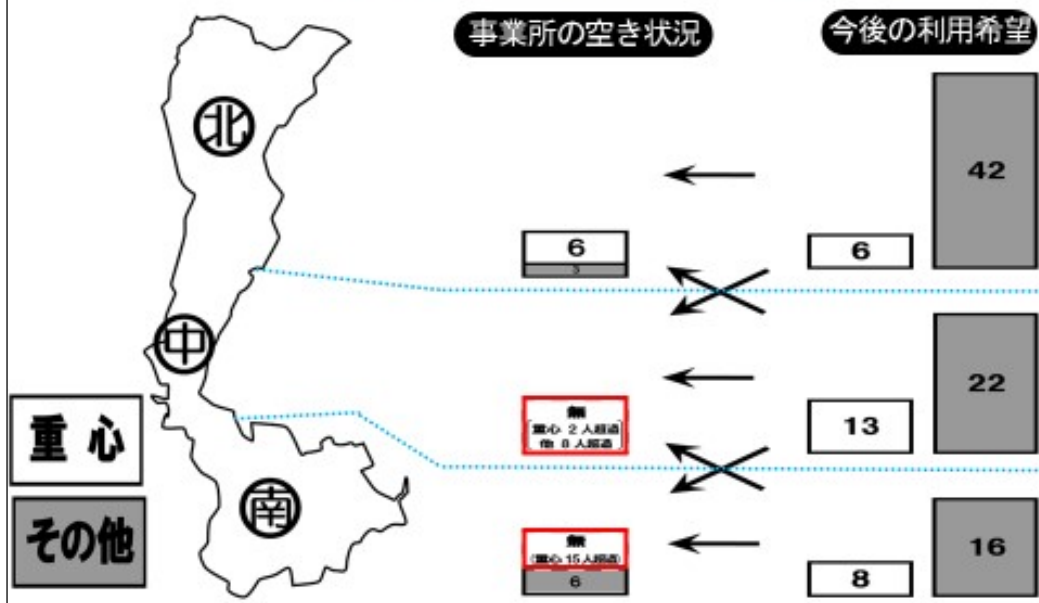 事業所の空き状況
今後の利用希望
北
42
6
3
6
中
22
無
重心 2 人超過
他 8 人超過
13
重 心
その他
南
無
(重心 15人超過)
6
16
8